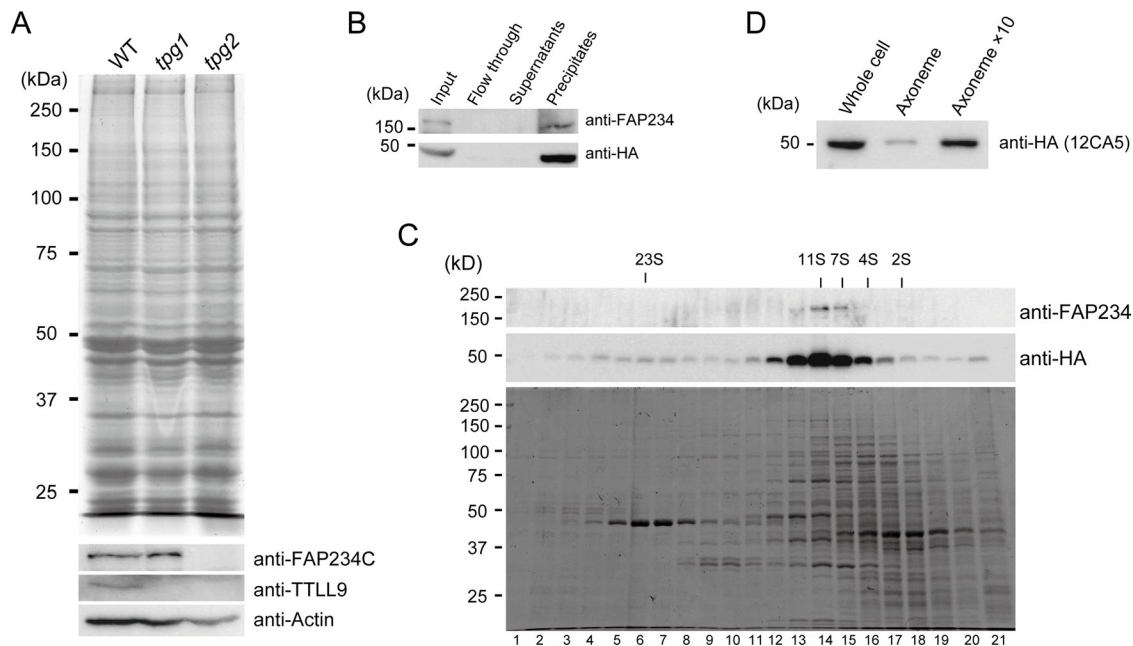 A
WT
tpg1
tpg2
(kDa)
250
150
100
75
50
37
25
anti-FAP234C
anti-TTLL9
anti-Actin
B
Input
Flow through
Supernatants
Precipitates
(kDa)
150
anti-FAP234
50
anti-HA
D
Whole cell
Axoneme
Axoneme ×10
(kDa)
50
anti-HA (12CA5)
C
(kD)
23S 11S 7S 4S 2S
250
150
anti-FAP234
50
anti-HA
250
150
100
75
50
37
25
1 2 3 4 5 6 7 8 9 10 11 12 13 14 15 16 17 18 19 20 21